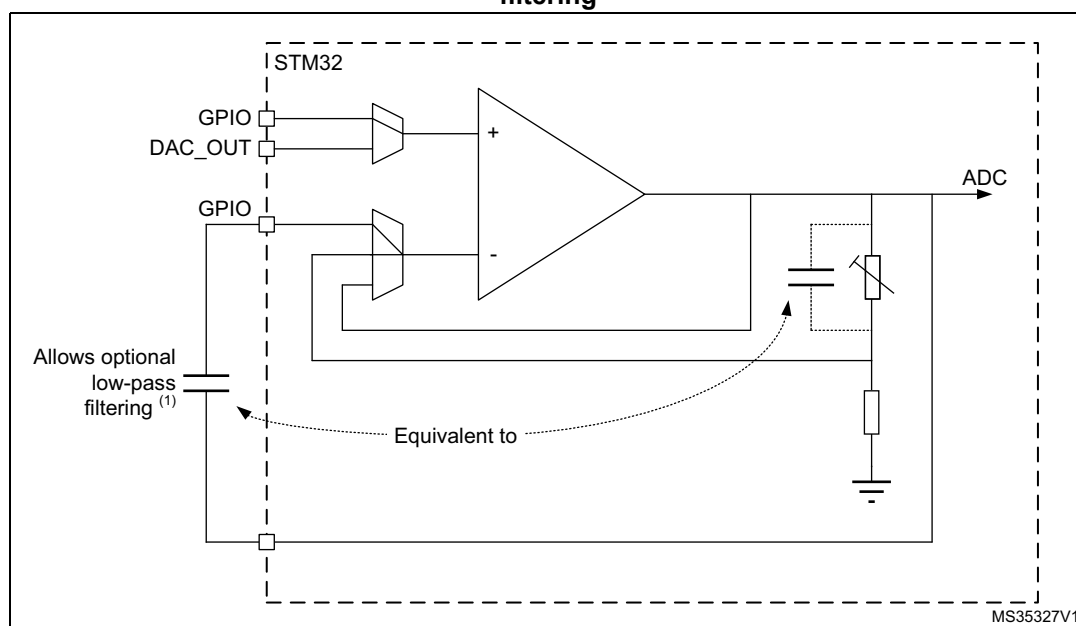 filtering
STM32
GPIO
DAC_OUT
GPIO
+
-
ADC
Allows optional
low-pass
filtering (1)
Equivalent to
MS35327V1